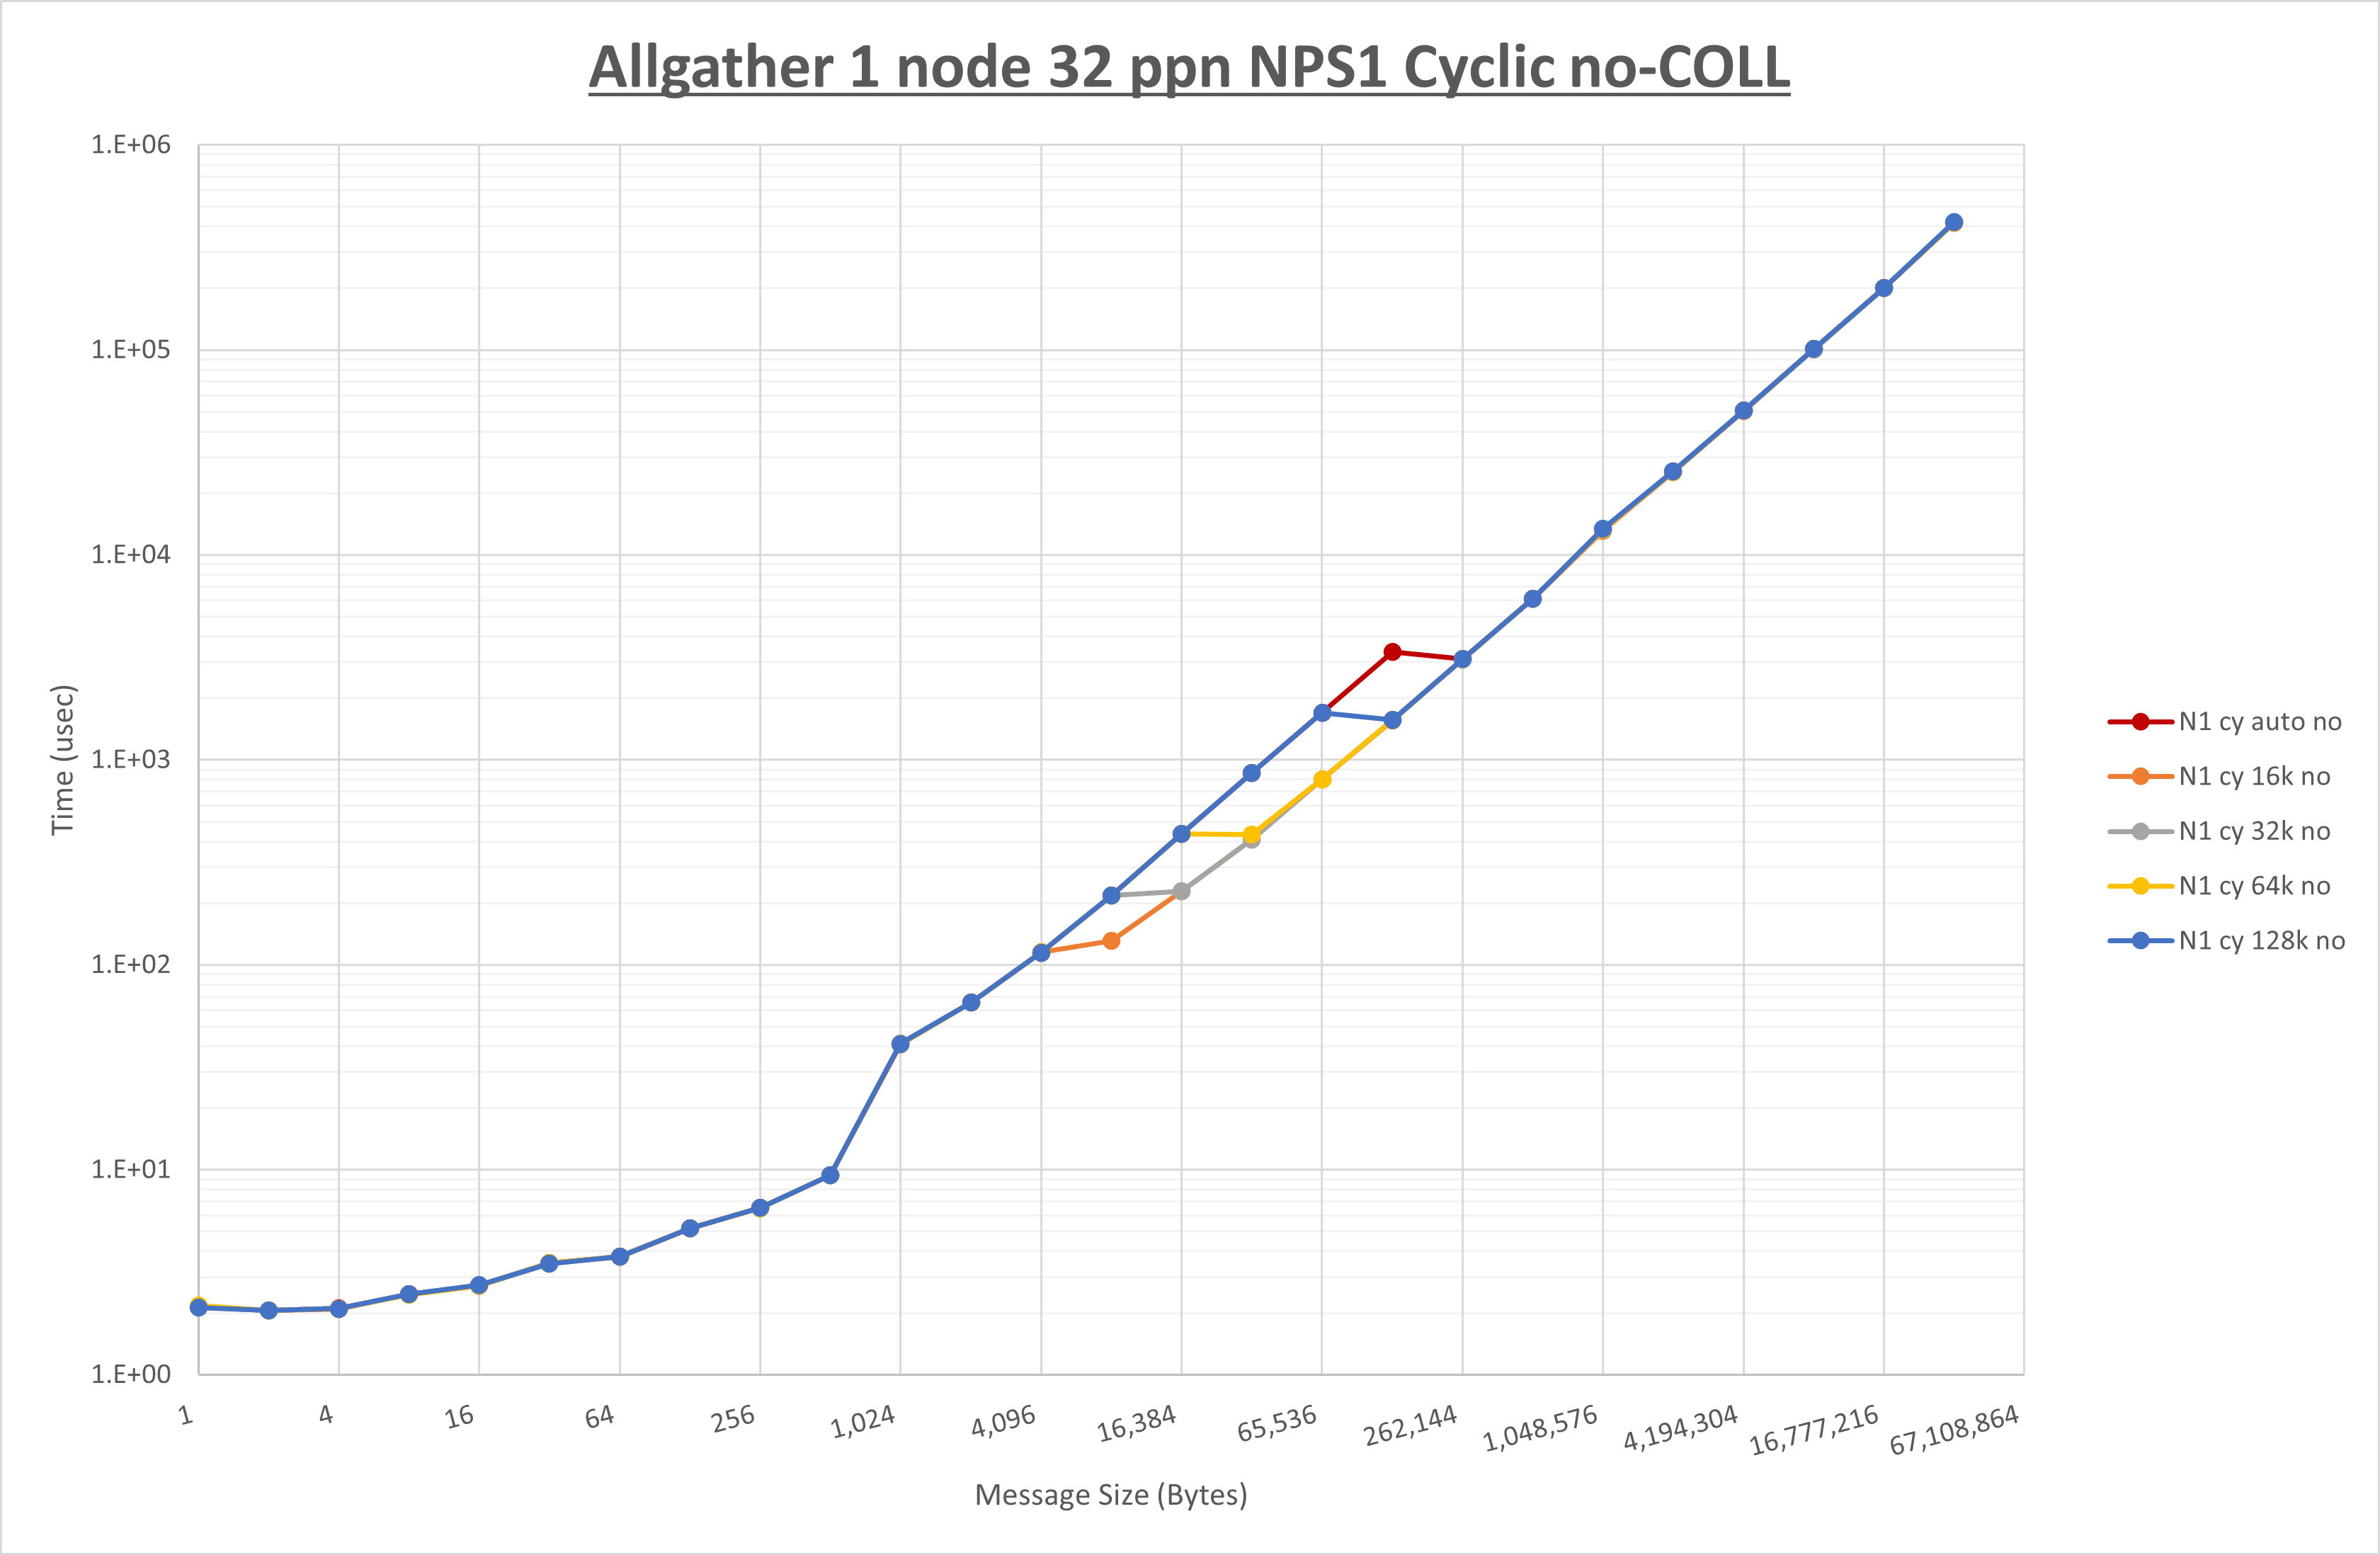 Allgather 1 node 32 ppn NPS1 Cyclic no-COLL
1.E+06
1.E+05
1.E+04
1.E+03
1.E+02
1.E+01
1.E+00
Time (usec)
1
4
16
64
256
1,024
4,096
16,384
65,536
262,144
1,048,576
4,194,304
16,777,216
67,108,864
Message Size (Bytes)
N1 cy auto no
N1 cy 16k no
N1 cy 32k no
N1 cy 64k no
N1 cy 128k no